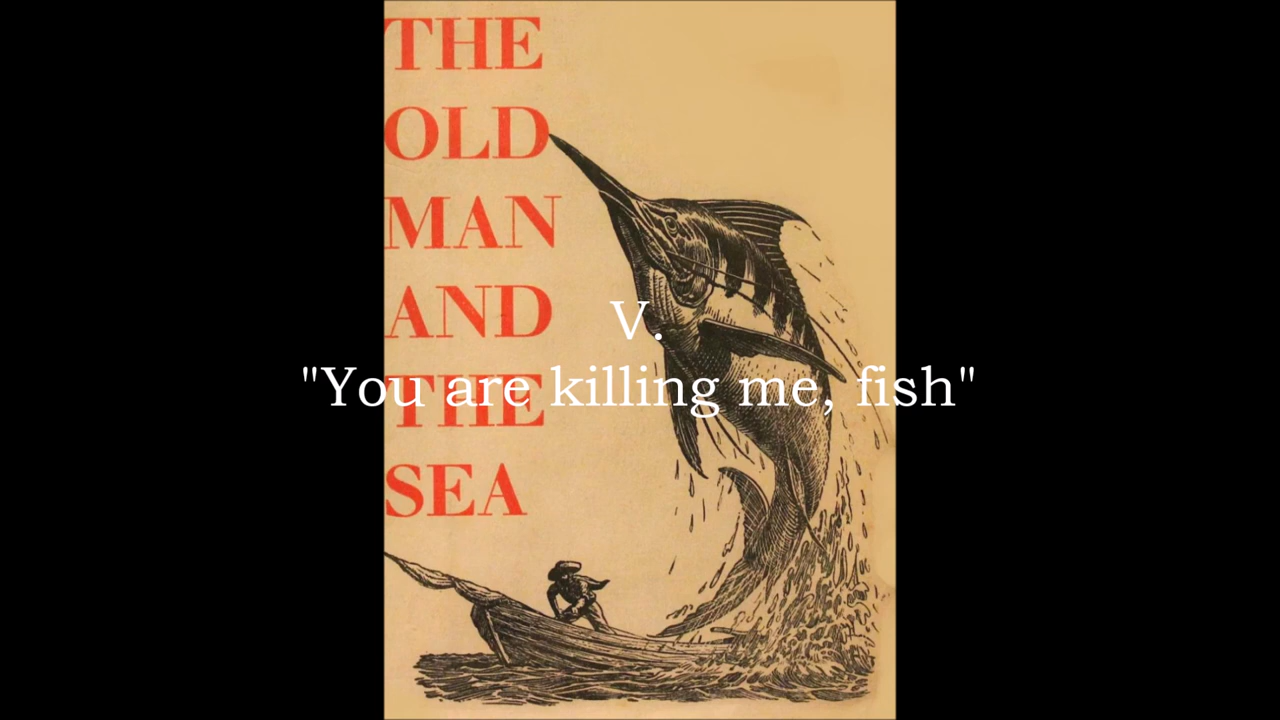 THE
OLD
MAN
AND
THE
SEA
V.
"You are killing me, fish"